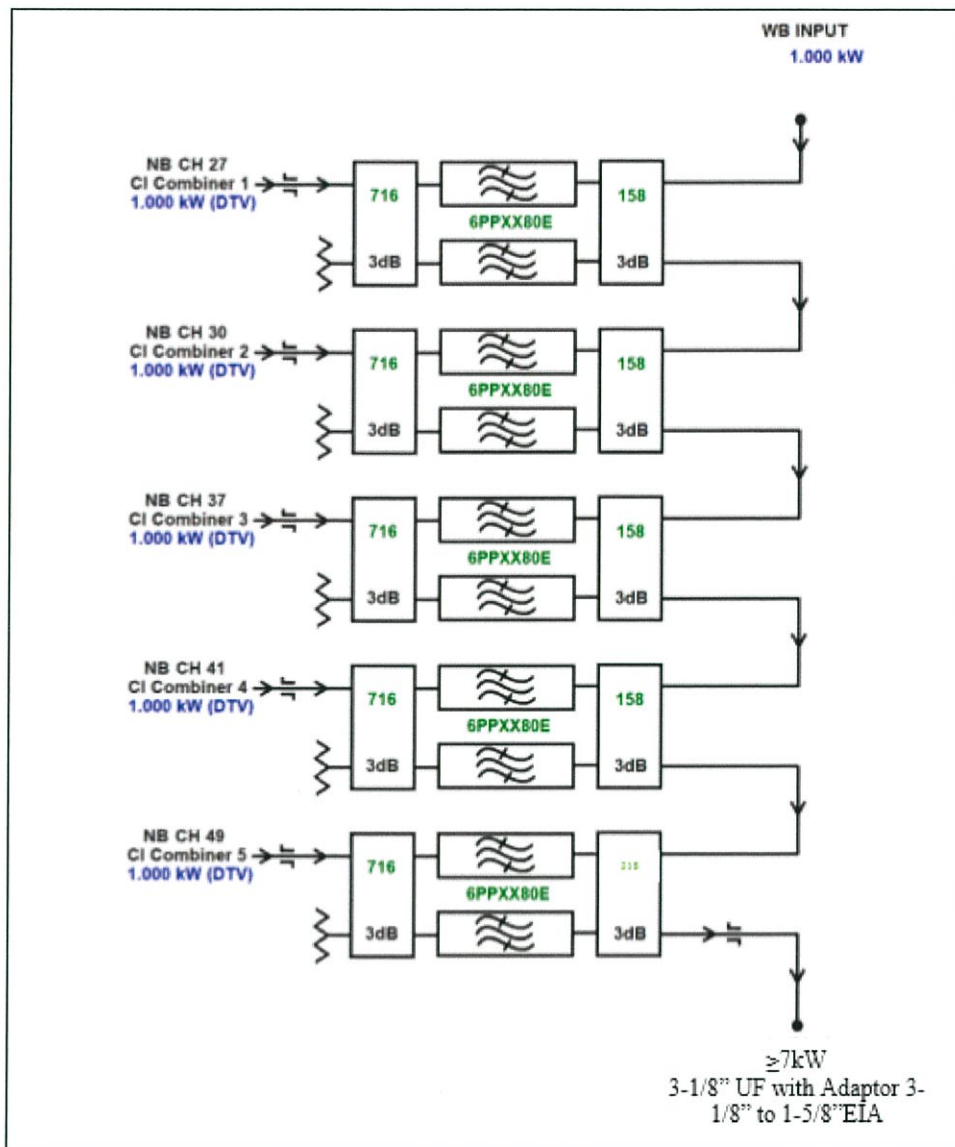 WB INPUT
1.000 kW
NB CH 27
CI Combiner 1
1.000 kW (DTV)
716
3dB
6PPXX80E
158
3dB
NB CH 30
CI Combiner 2
1.000 kW (DTV)
716
3dB
6PPXX80E
158
3dB
NB CH 37
CI Combiner 3
1.000 kW (DTV)
716
3dB
6PPXX80E
158
3dB
NB CH 41
CI Combiner 4
1.000 kW (DTV)
716
3dB
6PPXX80E
158
3dB
NB CH 49
CI Combiner 5
1.000 kW (DTV)
716
3dB
6PPXX80E
3dB
≥7kW
3-1/8” UF with Adaptor 3-
1/8” to 1-5/8”EIA